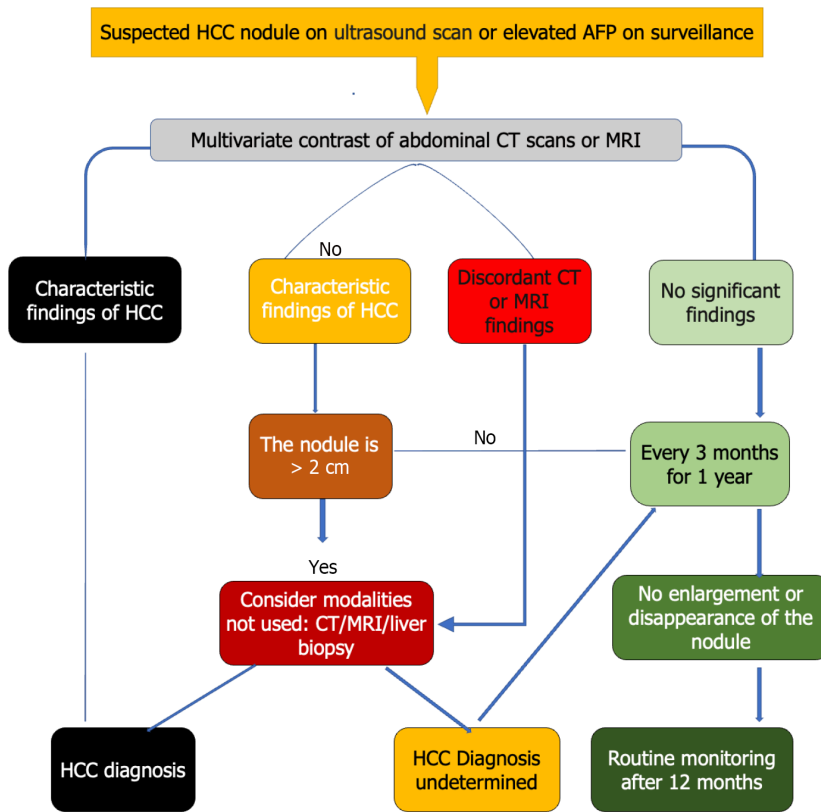 Suspected HCC nodule on ultrasound scan or elevated AFP on surveillance
Multivariate contrast of abdominal CT scans or MRI
No
Characteristic
findings of HCC
Characteristic
findings of HCC
Discordant CT
or MRI
findings
No significant
findings
The nodule is
> 2 cm
No
Every 3 months
for 1 year
Yes
Consider modalities
not used: CT/MRI/liver
biopsy
No enlargement or
disappearance of the
nodule
HCC diagnosis
HCC Diagnosis
undetermined
Routine monitoring
after 12 months